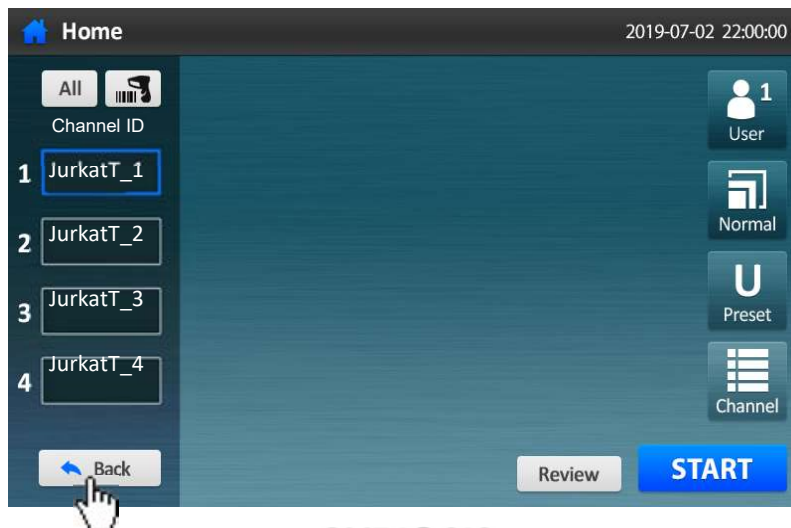 Home
2019-07-02 22:00:00
All
Channel ID
1 JurkatT_1
2 JurkatT_2
3 JurkatT_3
4 JurkatT_4
Back
1
User
Normal
U
Preset
Channel
Review
START